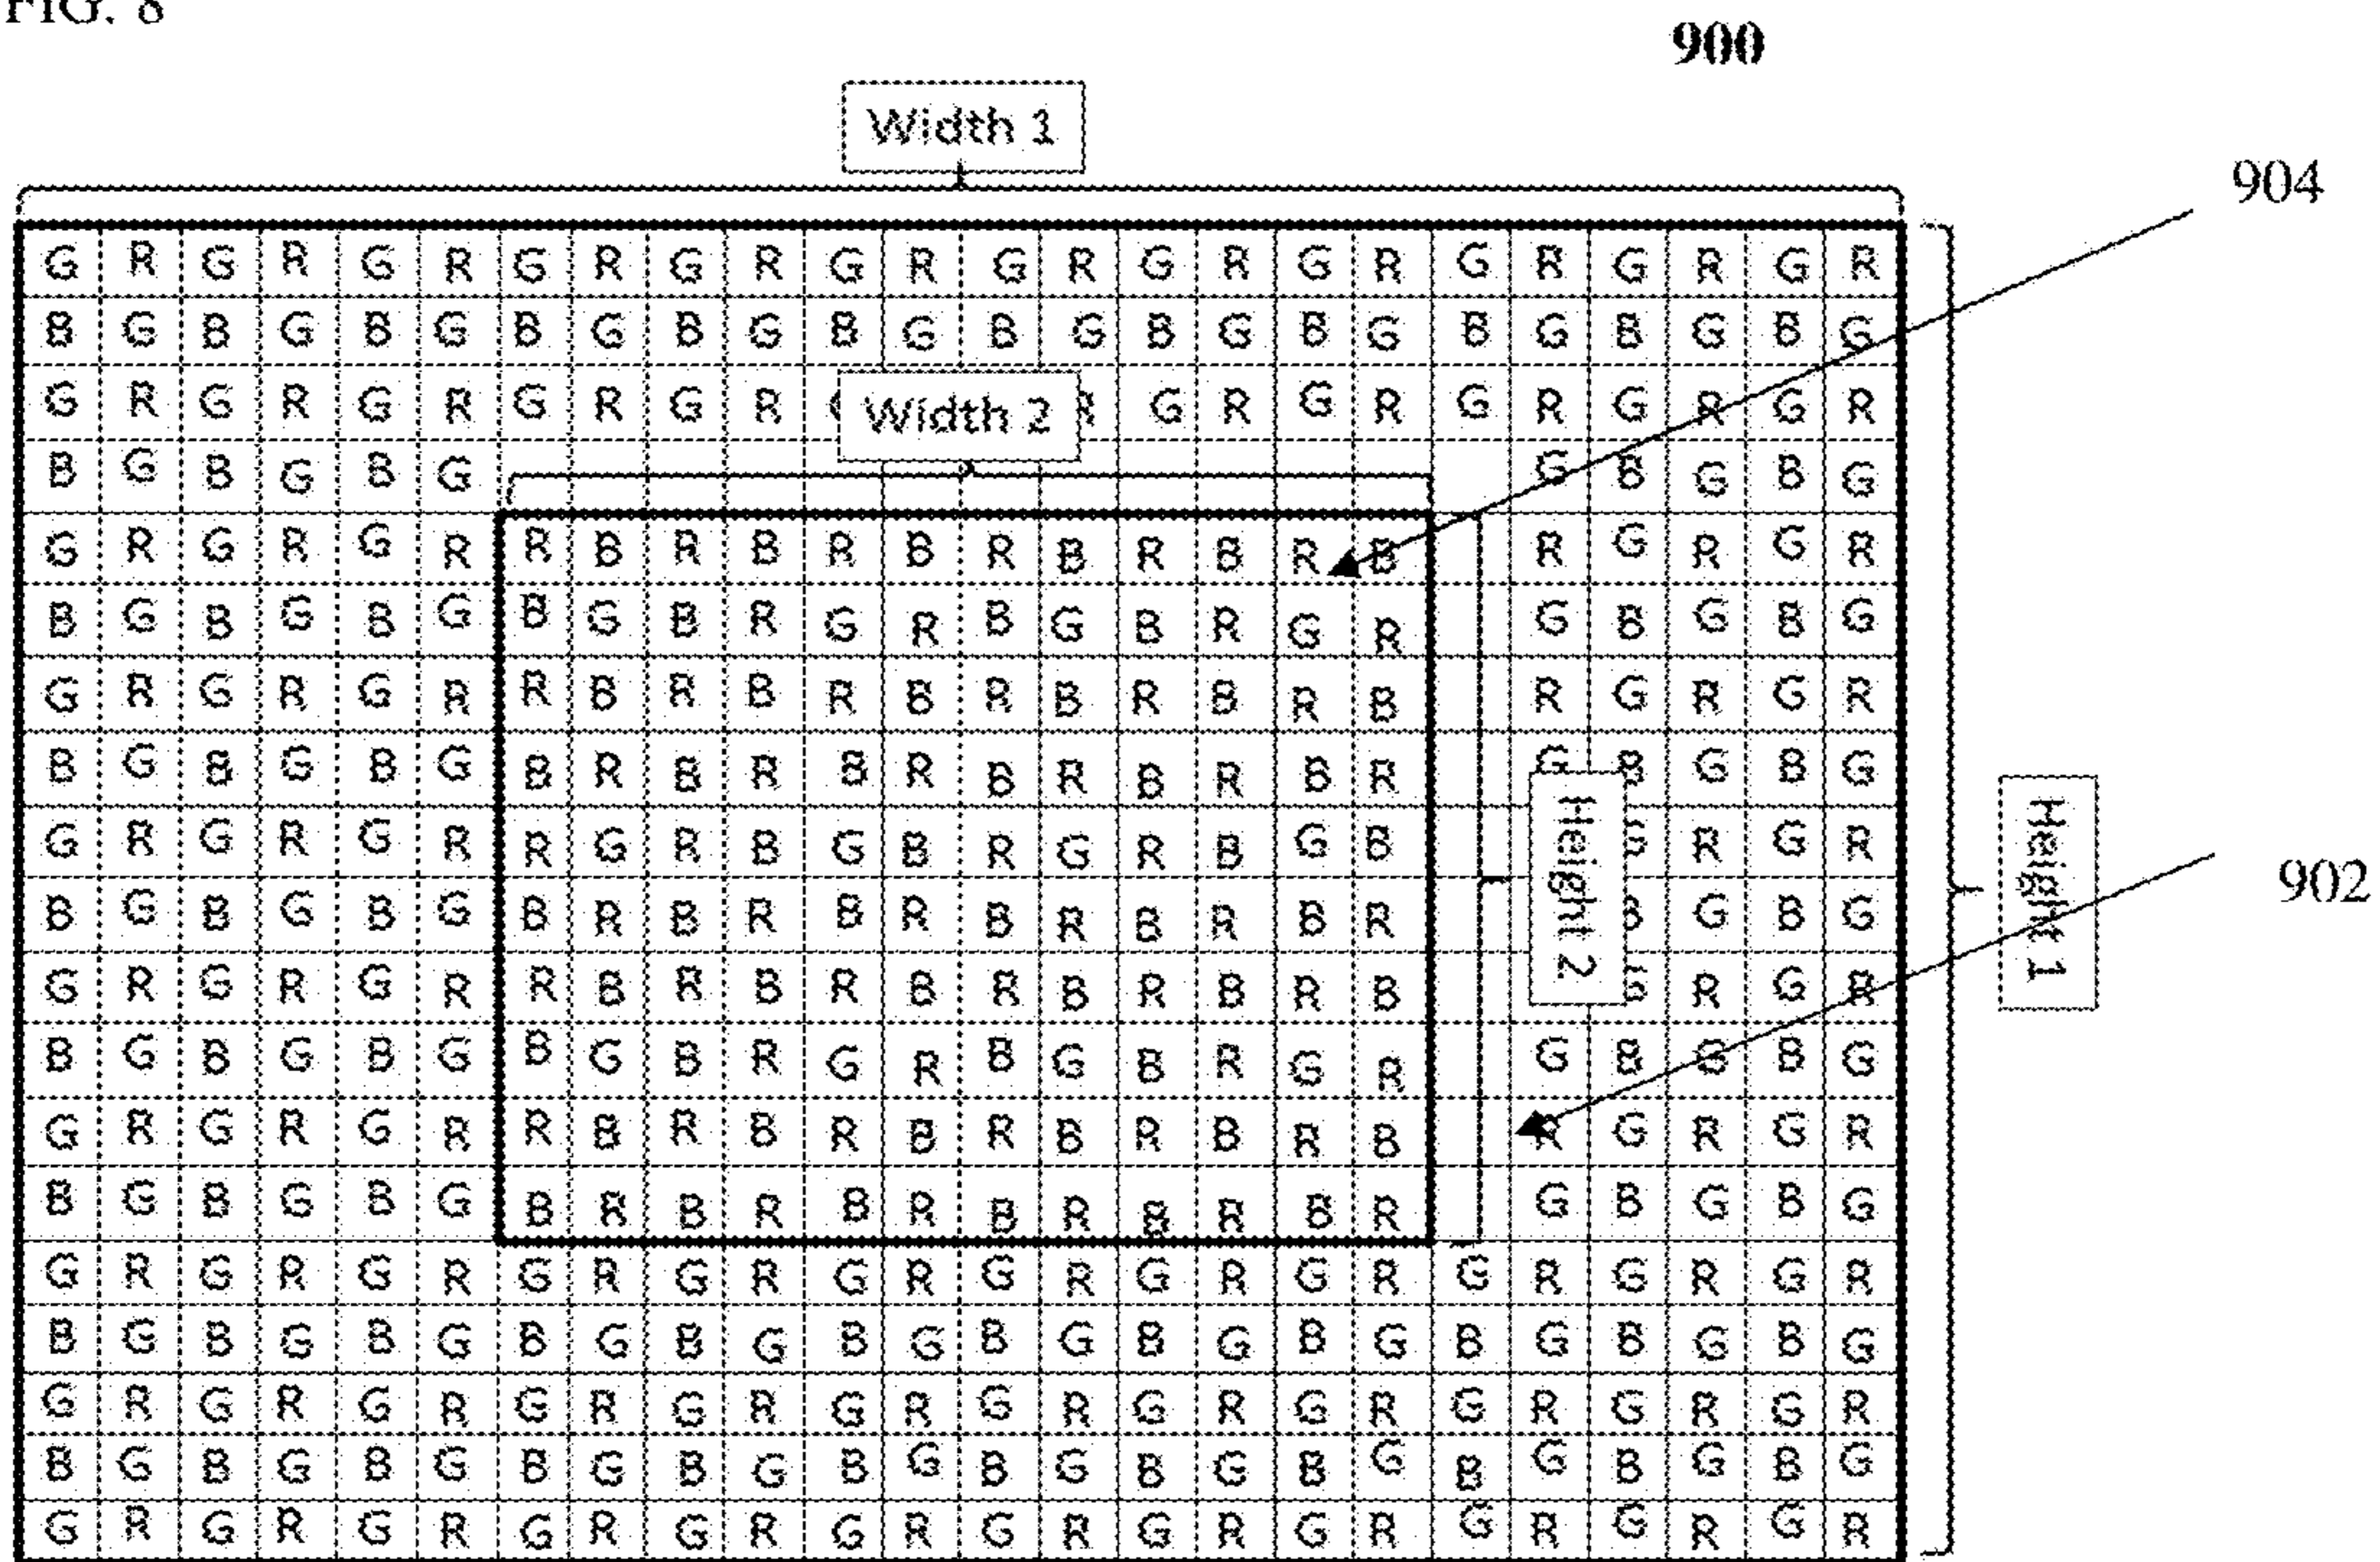 FIG. 8
900
Width 1
904
G R G R G R G R G R G R G R G R G R G R G R G R
B G B G B G B G B G B G B G B G B G B G B G B G
G R G R G R G R G R R G R G R G R G R G R
Width 2
B G B G B G G B G B G
G R G R G R R B R B R B R B R B R B R G R G R
B G B G B G B G B R G R B G B R G R G B G B G
G R G R G R R B R B R B R B R B R B R G R G R
B G B G B G B R B R B R B R B R B R G B G B G
G R G R G R R G R B G B R G R B G B G R G R
B G B G B G B R B R B R B R B R B R B G B G
Height 2
Height 1
902
G R G R G R R B R B R B R B R B R B G R G R
B G B G B G B G B R G R B G B R G R G B G B G
G R G R G R R B R B R B R B R B R B R G R G R
B G B G B G B R B R B R B R B R B R G B G B G
G R G R G R G R G R G R G R G R G R G R G R G R
B G B G B G B G B G B G B G B G B G B G B G B G
G R G R G R G R G R G R G R G R G R G R G R G R
B G B G B G B G B G B G B G B G B G B G B G B G
G R G R G R G R G R G R G R G R G R G R G R G R